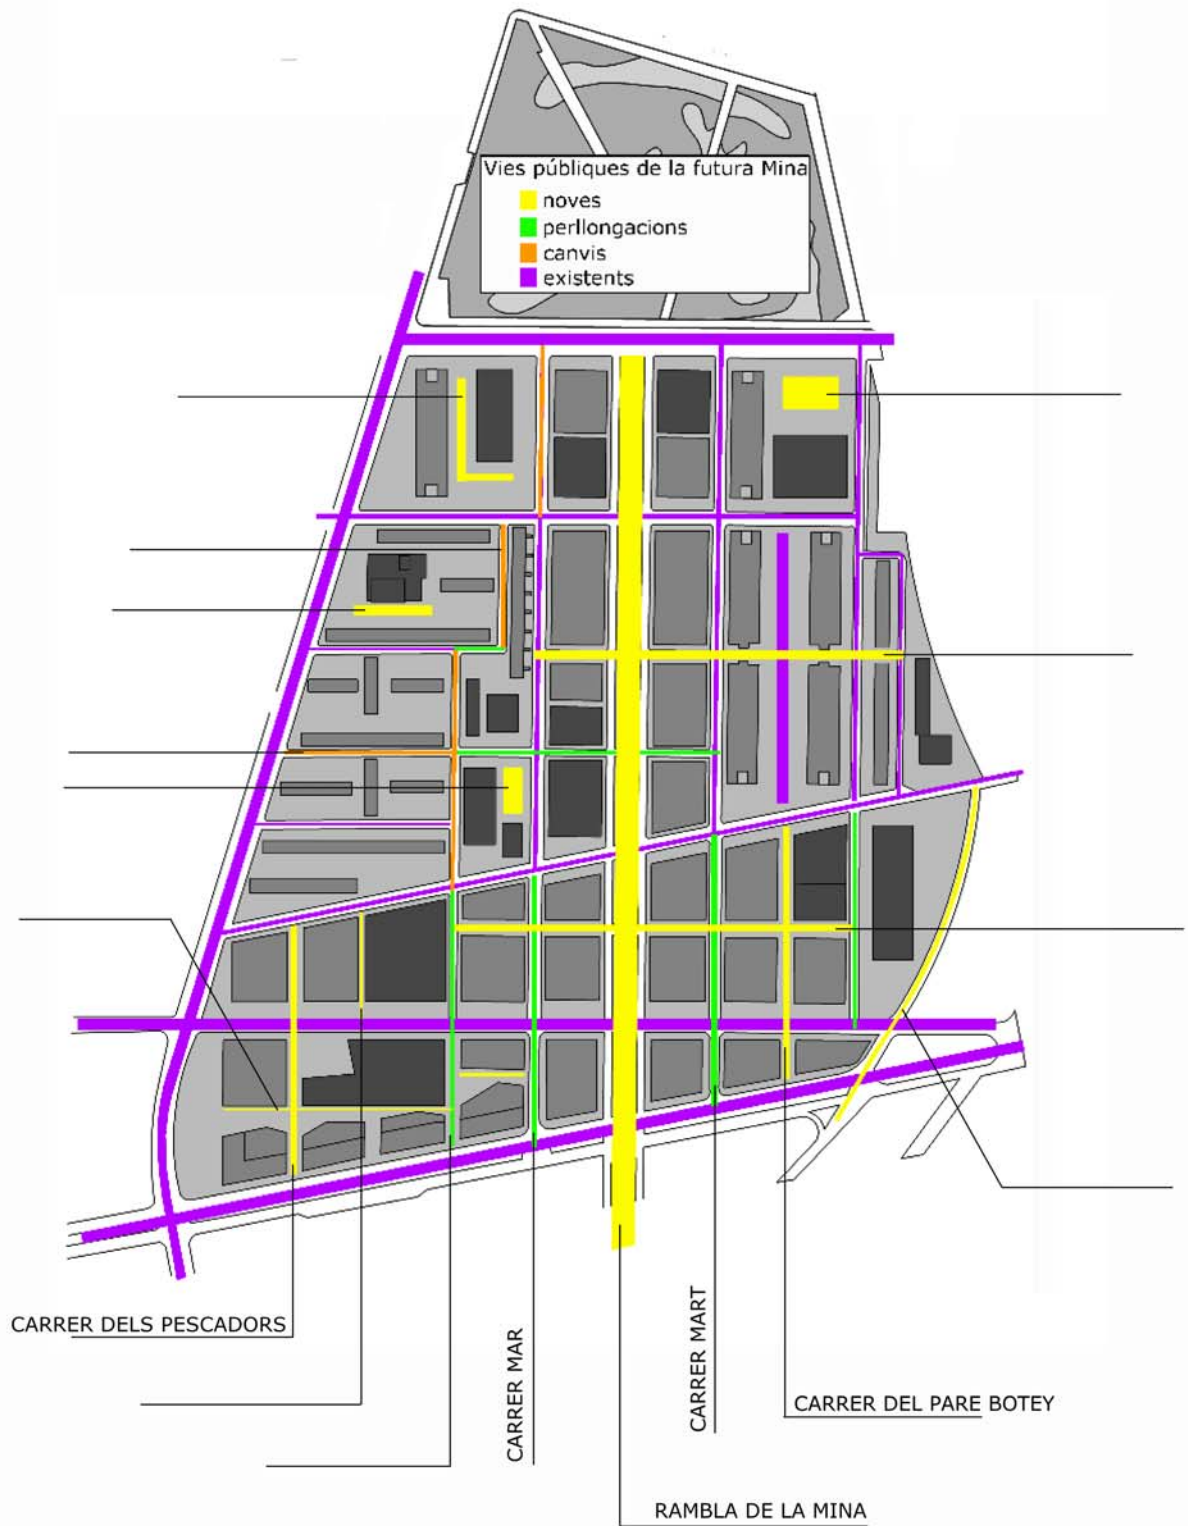 Vies públiques de la futura Mina
noves
perllongacions
canvis
existents
CARRER DELS PESCADORS
CARRER MAR
CARRER MART
CARRER DEL PARE BOTEY
RAMBLA DE LA MINA